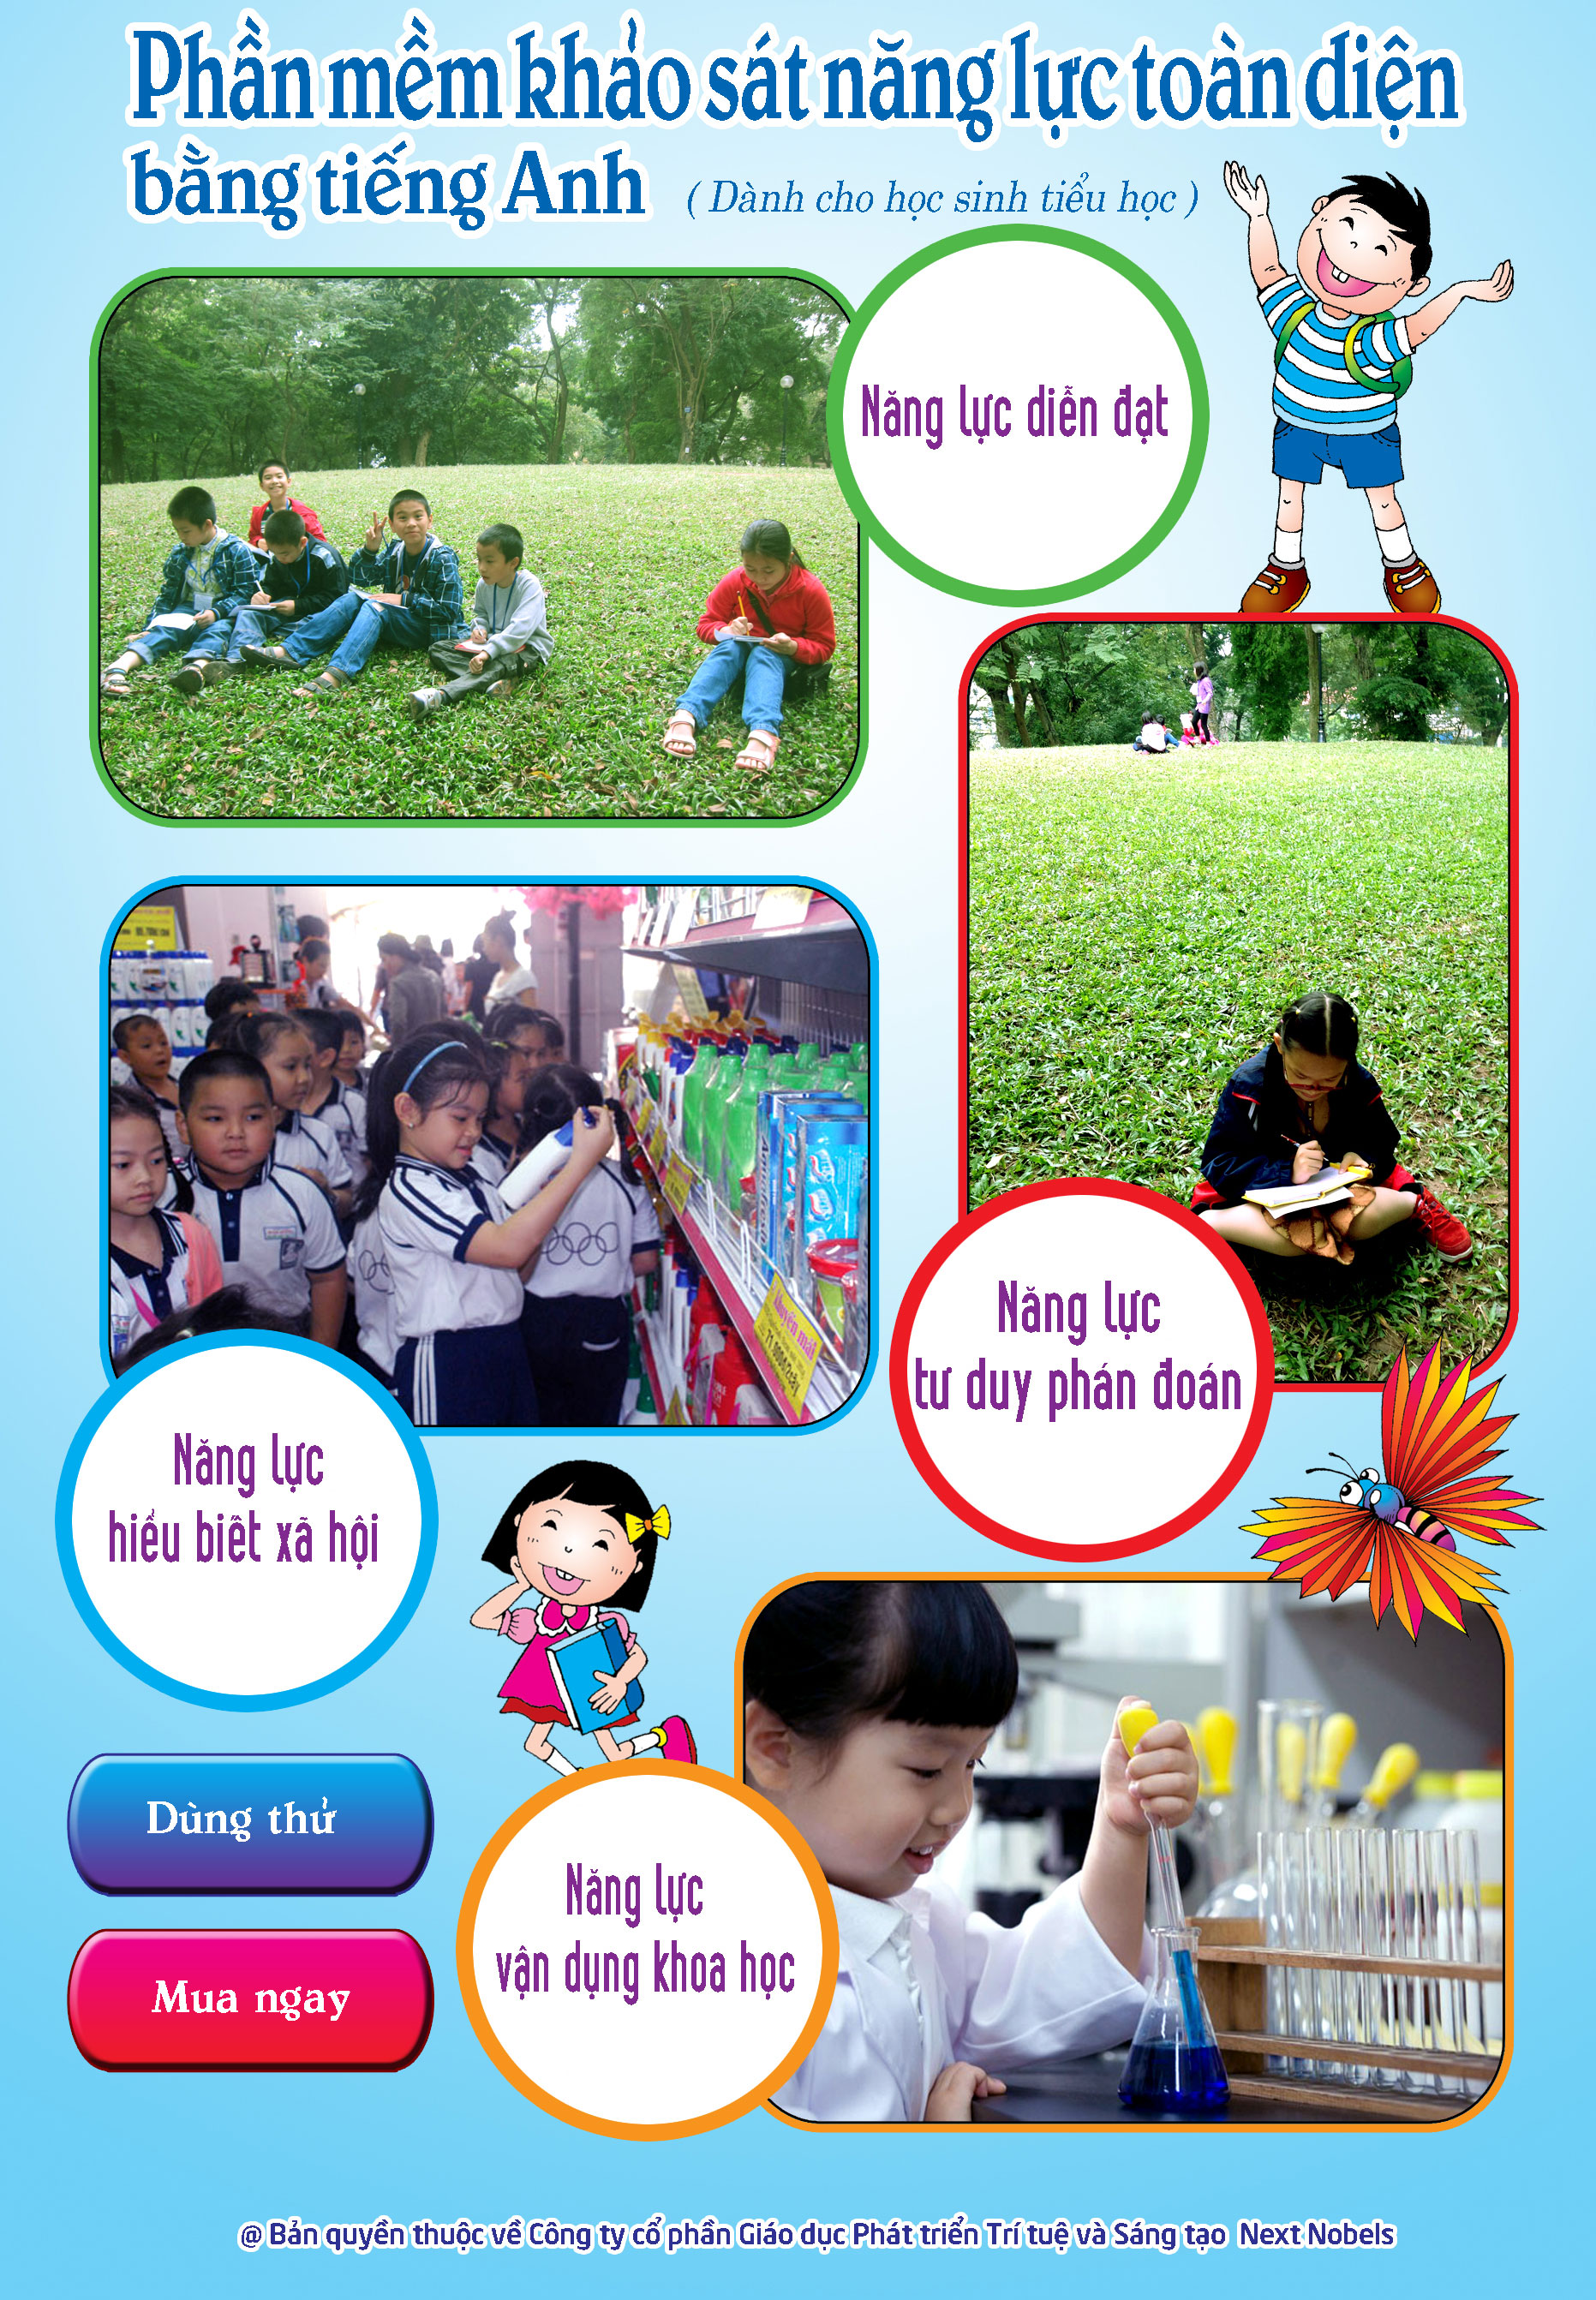 Phần mềm khảo sát năng lực toàn diện
bằng tiếng Anh
( Dành cho học sinh tiểu học )
Năng lực diễn đạt
Năng lực
tư duy phán đoán
Khuyến mãi
Năng lực
hiểu biết xã hội
Năng lực
vận dụng khoa học
Dùng thử
Mua ngay
@ Bản quyền thuộc về Công ty cổ phần Giáo dục Phát triển Trí tuệ và Sáng tạo Next Nobels